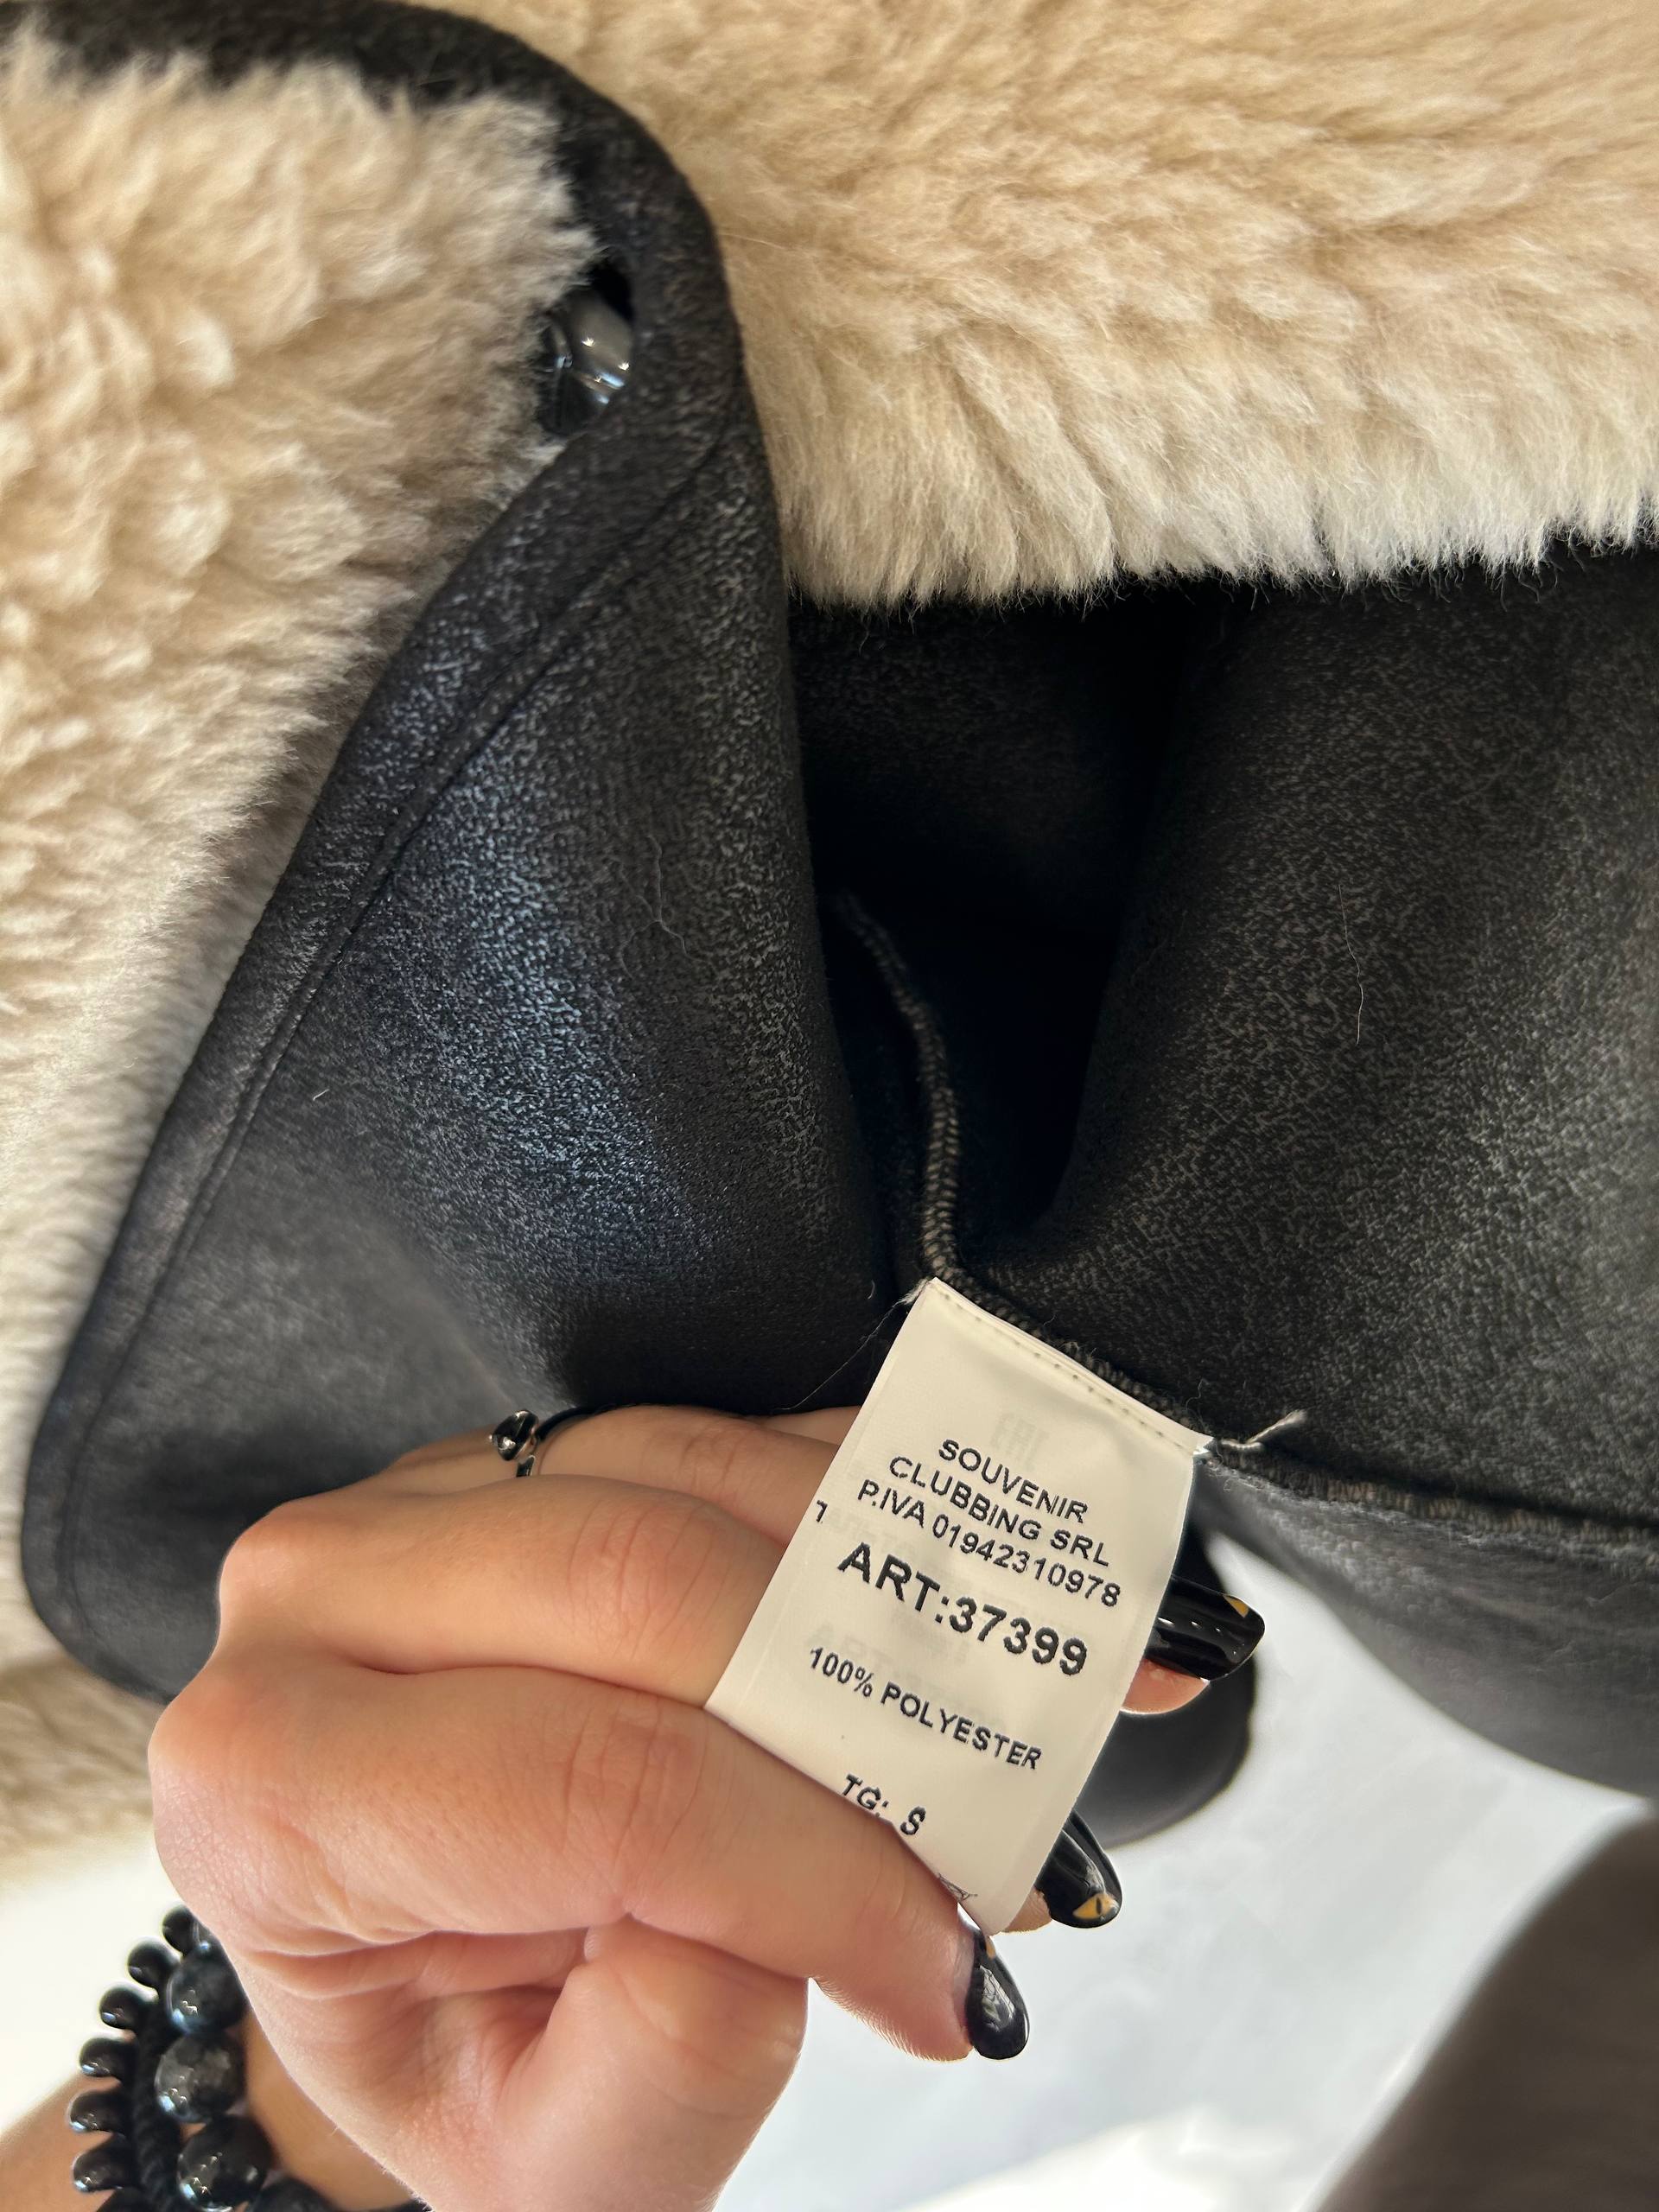 SOUVENIR
CLUBBING SRL
P.IVA 01942310978
ART:37399
100% POLYESTER
TG: S